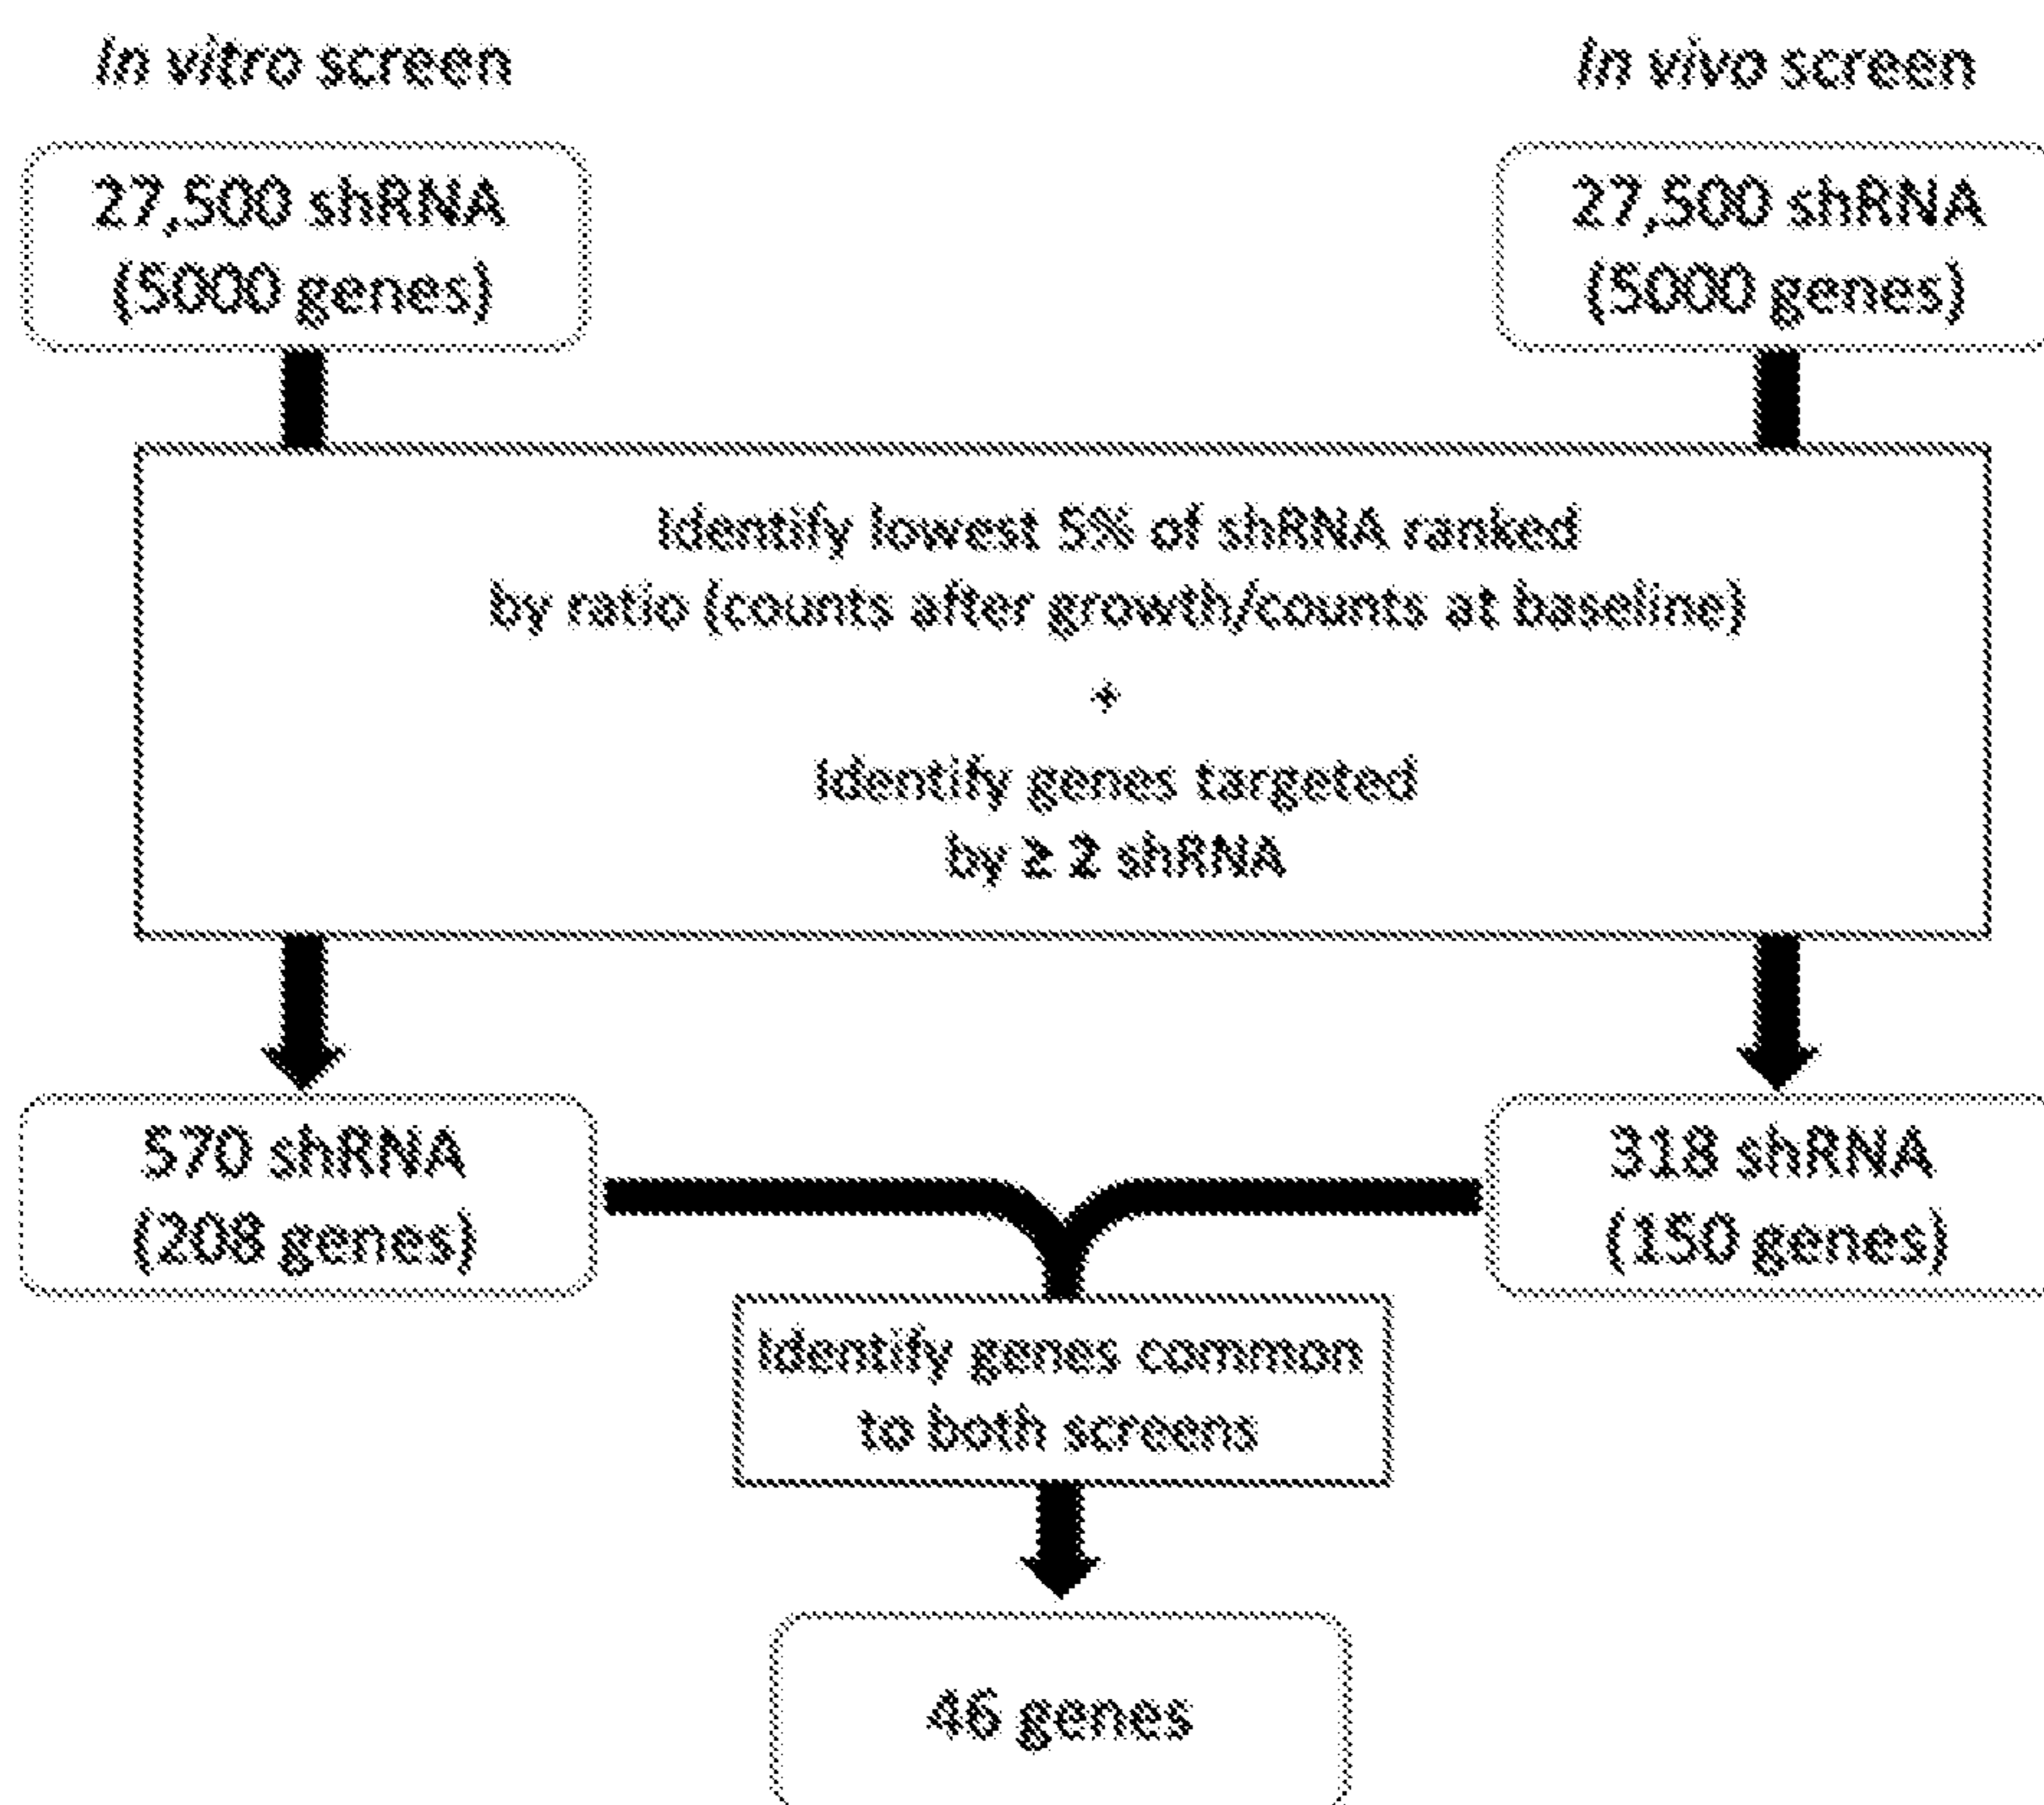 In vitro screen
In vivo screen
27,500 shRNA
(5000 genes)
27,500 shRNA
(5000 genes)
Identify lowest 5% of shRNA ranked
by ratio (counts after growth/counts at baseline)
+
Identify genes targeted
by ≥ 2 shRNA
570 shRNA
(208 genes)
318 shRNA
(150 genes)
Identify genes common
to both screens
46 genes